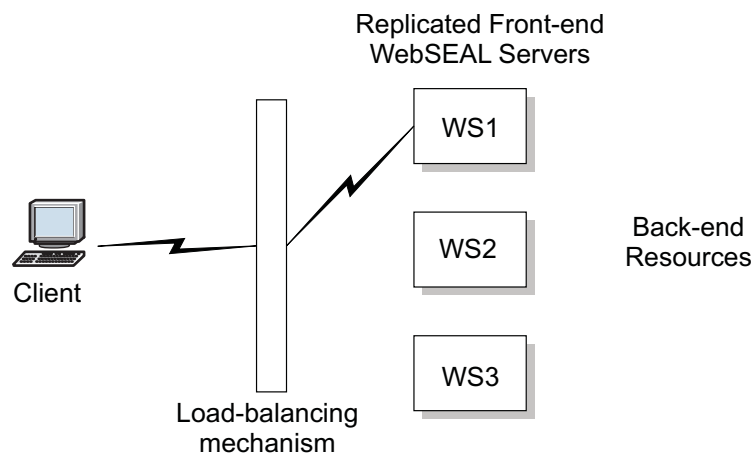 Replicated Front-end
WebSEAL Servers
WS1
Client
WS2
Back-end
Resources
WS3
Load-balancing
mechanism